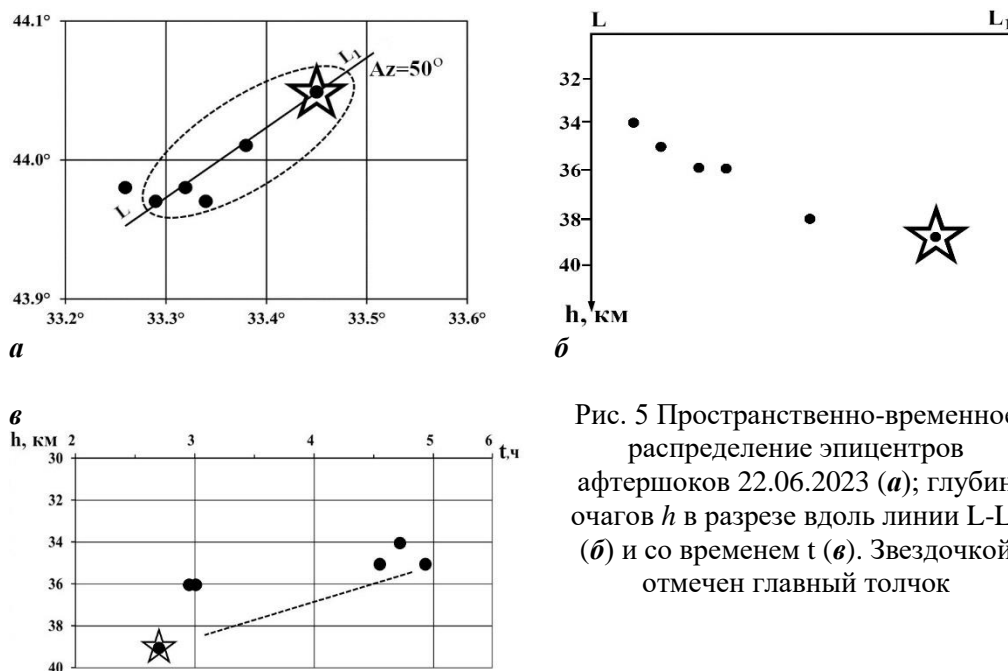 44.1°
44.0°
43.9°
33.2° 33.3° 33.4° 33.5° 33.6°
L L₁ Az=50°
а
L L₁
32
34
36
38
40
h, км
б
в
h, км 2 3 4 5 6 t,ч
30
32
34
36
38
40
Рис. 5 Пространственно-временно
распределение эпицентров
афтершоков 22.06.2023 (а); глубин
очагов h в разрезе вдоль линии L-L
(б) и со временем t (в). Звездочкой
отмечен главный толчок